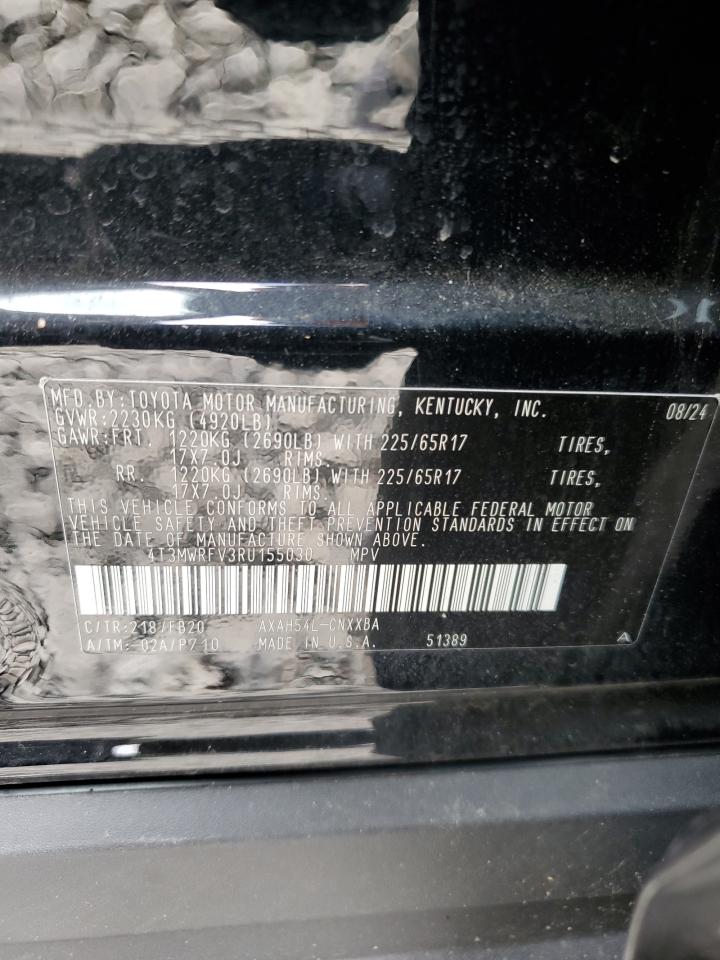 MFD.BY:TOYOTA MOTOR MANUFACTURING, KENTUCKY, INC. 08/24
GVWR:2230KG (4920LB)
GAWR:FRT. 1220KG (2690LB) WITH 225/65R17 TIRES,
17X7.0J RIMS.
RR. 1220KG (2690LB) WITH 225/65R17 TIRES,
17X7.0J RIMS.
THIS VEHICLE CONFORMS TO ALL APPLICABLE FEDERAL MOTOR
VEHICLE SAFETY AND THEFT PREVENTION STANDARDS IN EFFECT ON
THE DATE OF MANUFACTURE SHOWN ABOVE.
4T3MWRFV3RU155030 MPV
C/TR:218 /FB20 AXAH54L-CNXXBA
A/TM:-02A/P710 MADE IN U.S.A. 51389 A